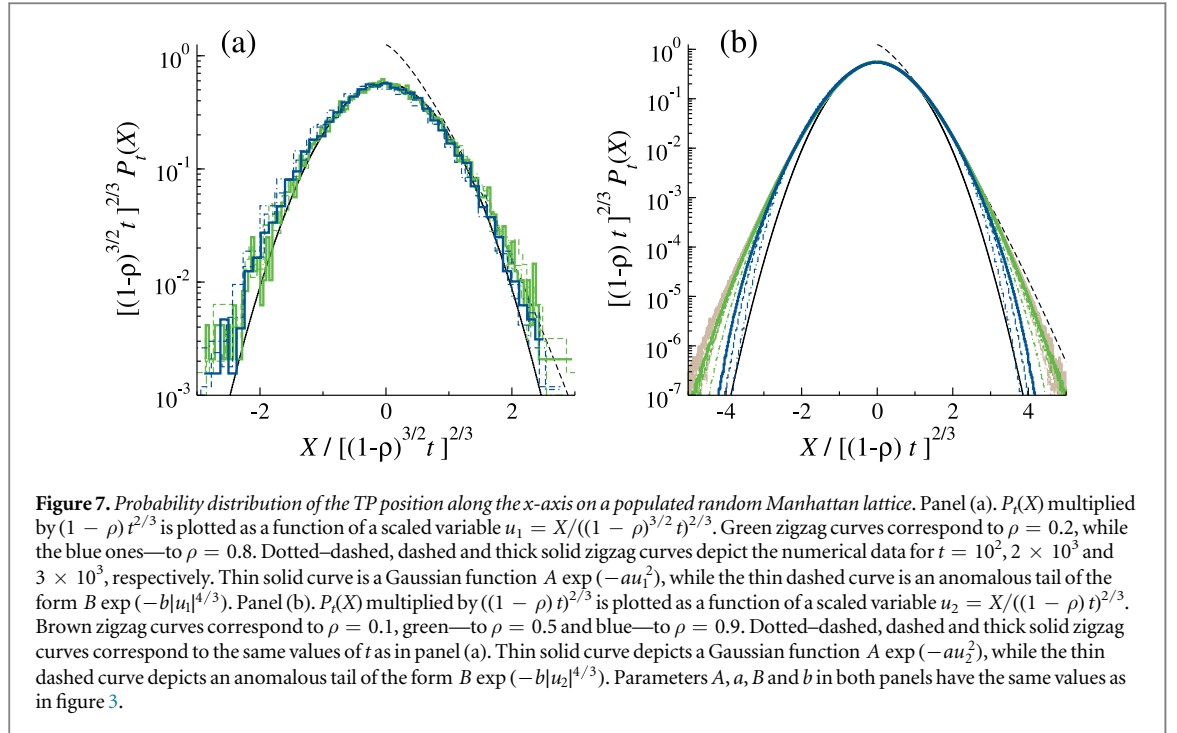 (a)
(b)
10^0
10^-1
10^-2
10^-3
[(1-ρ)^3/2 t ]^2/3 P_t(X)
-2
0
2
X / [(1-ρ)^3/2 t ]^2/3
10^0
10^-1
10^-2
10^-3
10^-4
10^-5
10^-6
10^-7
[(1-ρ) t ]^2/3 P_t(X)
-4
-2
0
2
4
X / [(1-ρ) t ]^2/3
Figure 7. Probability distribution of the TP position along the x-axis on a populated random Manhattan lattice. Panel (a). P_t(X) multiplied
by (1 − ρ) t^2/3 is plotted as a function of a scaled variable u_1 = X/((1 − ρ)^3/2 t)^2/3. Green zigzag curves correspond to ρ = 0.2, while
the blue ones—to ρ = 0.8. Dotted–dashed, dashed and thick solid zigzag curves depict the numerical data for t = 10^2, 2 × 10^3 and
3 × 10^3, respectively. Thin solid curve is a Gaussian function A exp (−au_1^2), while the thin dashed curve is an anomalous tail of the
form B exp (−b|u_1|^4/3). Panel (b). P_t(X) multiplied by ((1 − ρ) t)^2/3 is plotted as a function of a scaled variable u_2 = X/((1 − ρ) t)^2/3.
Brown zigzag curves correspond to ρ = 0.1, green—to ρ = 0.5 and blue—to ρ = 0.9. Dotted–dashed, dashed and thick solid zigzag
curves correspond to the same values of t as in panel (a). Thin solid curve depicts a Gaussian function A exp (−au_2^2), while the thin
dashed curve depicts an anomalous tail of the form B exp (−b|u_2|^4/3). Parameters A, a, B and b in both panels have the same values as
in figure 3.